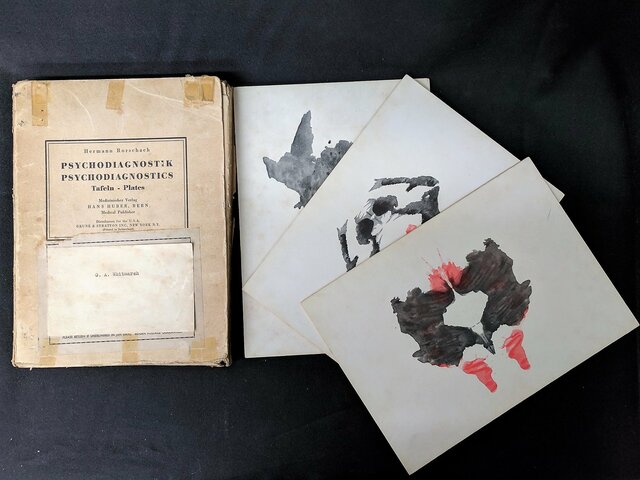 Hermann Rorschach
PSYCHODIAGNOSTIK
PSYCHODIAGNOSTICS
Tafeln - Plates
Medizinischer Verlag
HANS HUBER, BERN
Medical Publisher
Distributors for the U.S.A.
GRUNE & STRATTON INC, NEW YORK N.Y.
G. A. Whitmarsh